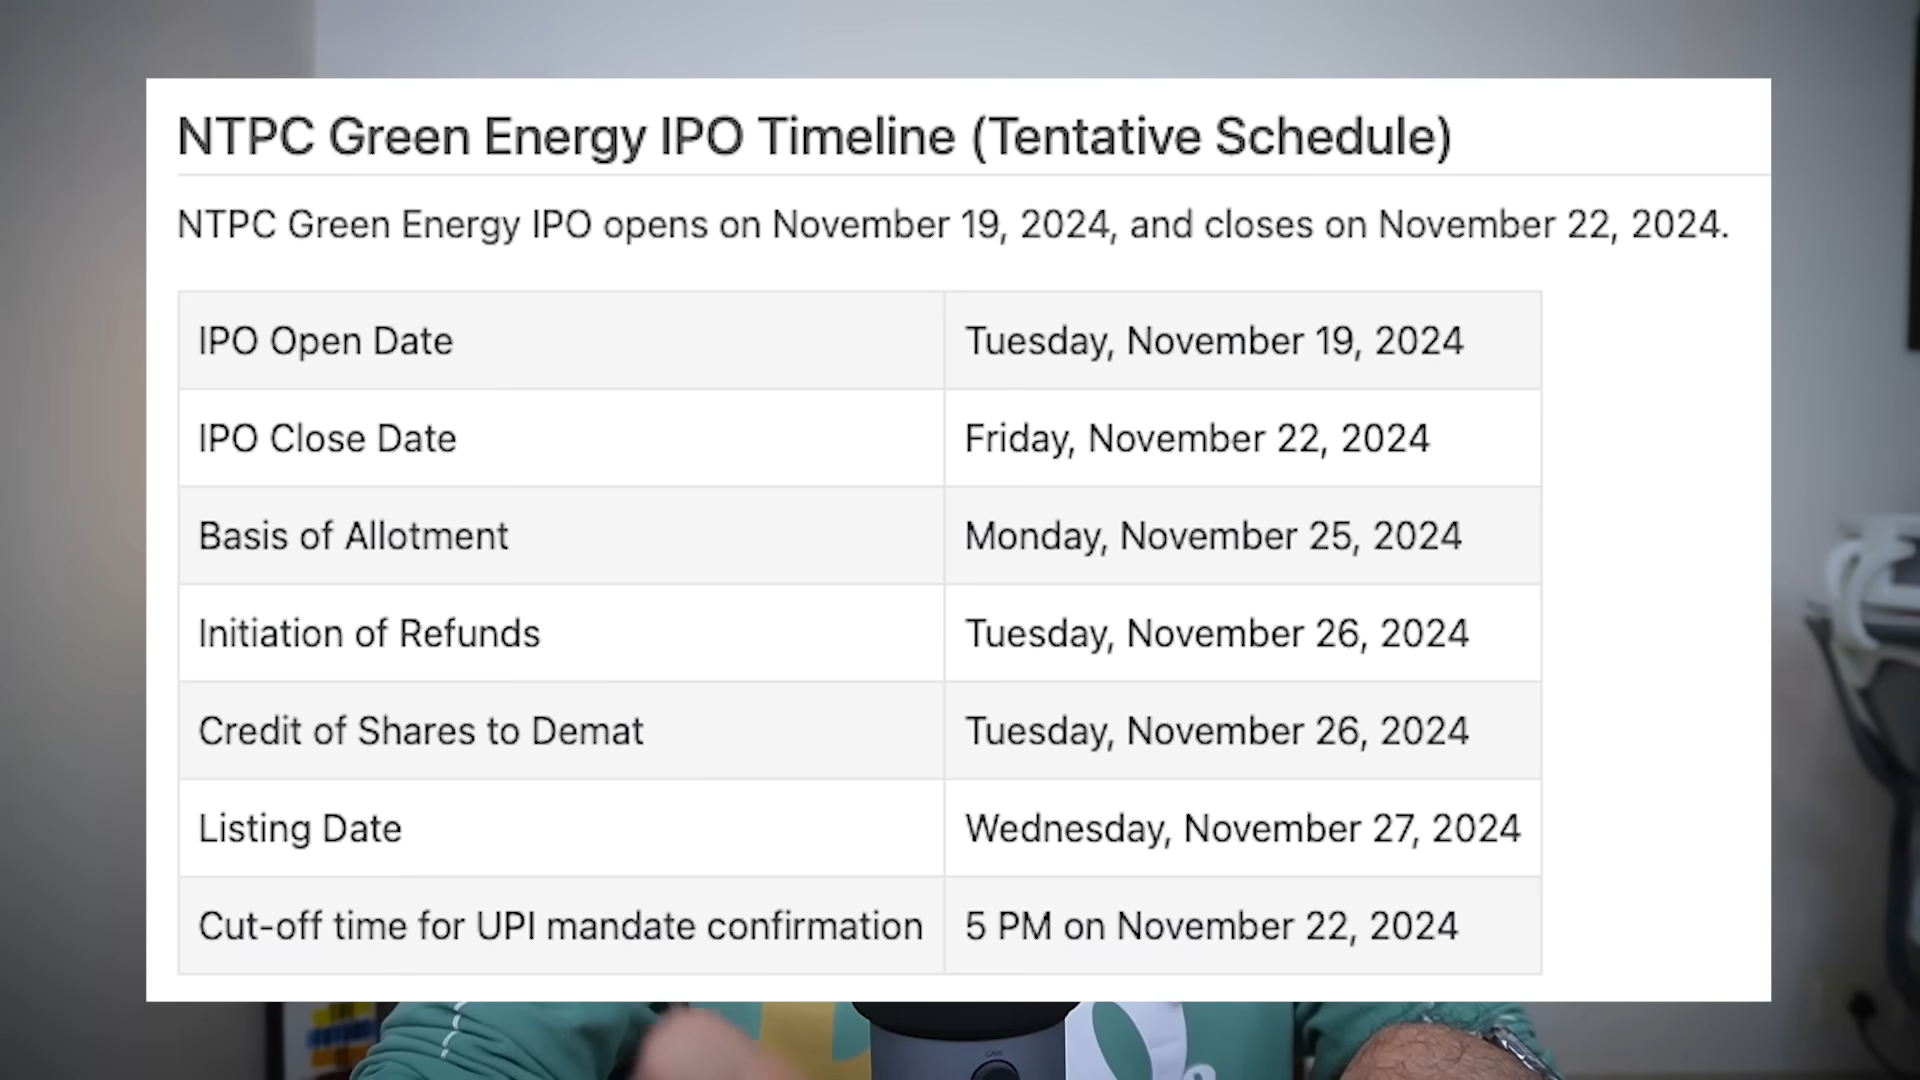 NTPC Green Energy IPO Timeline (Tentative Schedule)
NTPC Green Energy IPO opens on November 19, 2024, and closes on November 22, 2024.
IPO Open Date Tuesday, November 19, 2024
IPO Close Date Friday, November 22, 2024
Basis of Allotment Monday, November 25, 2024
Initiation of Refunds Tuesday, November 26, 2024
Credit of Shares to Demat Tuesday, November 26, 2024
Listing Date Wednesday, November 27, 2024
Cut-off time for UPI mandate confirmation 5 PM on November 22, 2024
GAIN